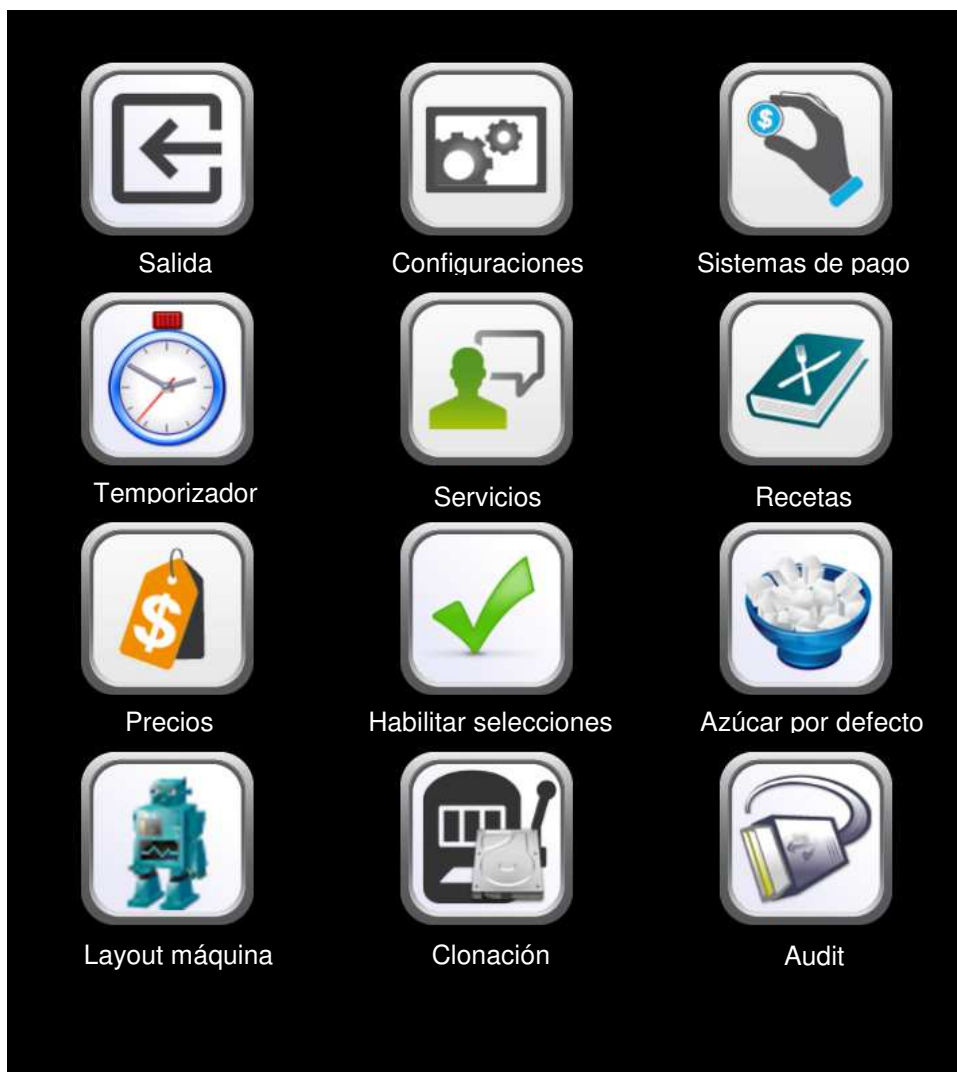 Salida
Configuraciones
Sistemas de pago
Temporizador
Servicios
Recetas
Precios
Habilitar selecciones
Azúcar por defecto
Layout máquina
Clonación
Audit